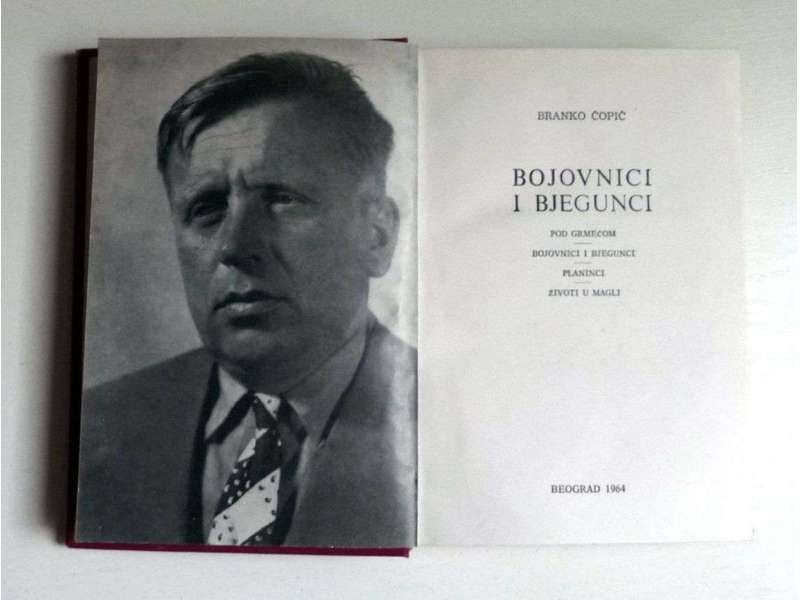 BRANKO ĆOPIĆ
BOJOVNICI
I BJEGUNCI
POD GRMEČOM
BOJOVNICI I BJEGUNCI
PLANINCI
ŽIVOTI U MAGLI
BEOGRAD 1964